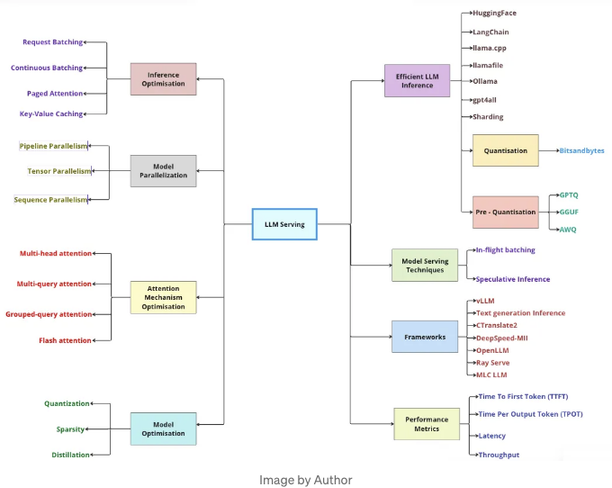 Request Batching
Continuous Batching
Paged Attention
Key-Value Caching
Inference
Optimisation
Pipeline Parallelism
Tensor Parallelism
Sequence Parallelism
Model
Parallelization
Multi-head attention
Multi-query attention
Grouped-query attention
Flash attention
Attention
Mechanism
Optimisation
Quantization
Sparsity
Distillation
Model
Optimisation
LLM Serving
Efficient LLM
Inference
HuggingFace
LangChain
llama.cpp
llamafile
Ollama
gpt4all
Sharding
Quantisation
Bitsandbytes
Pre - Quantisation
GPTQ
GGUF
AWQ
Model Serving
Techniques
In-flight batching
Speculative Inference
Frameworks
vLLM
Text generation Inference
CTranslate2
DeepSpeed-MII
OpenLLM
Ray Serve
MLC LLM
Performance
Metrics
Time To First Token (TTFT)
Time Per Output Token (TPOT)
Latency
Throughput
Image by Author